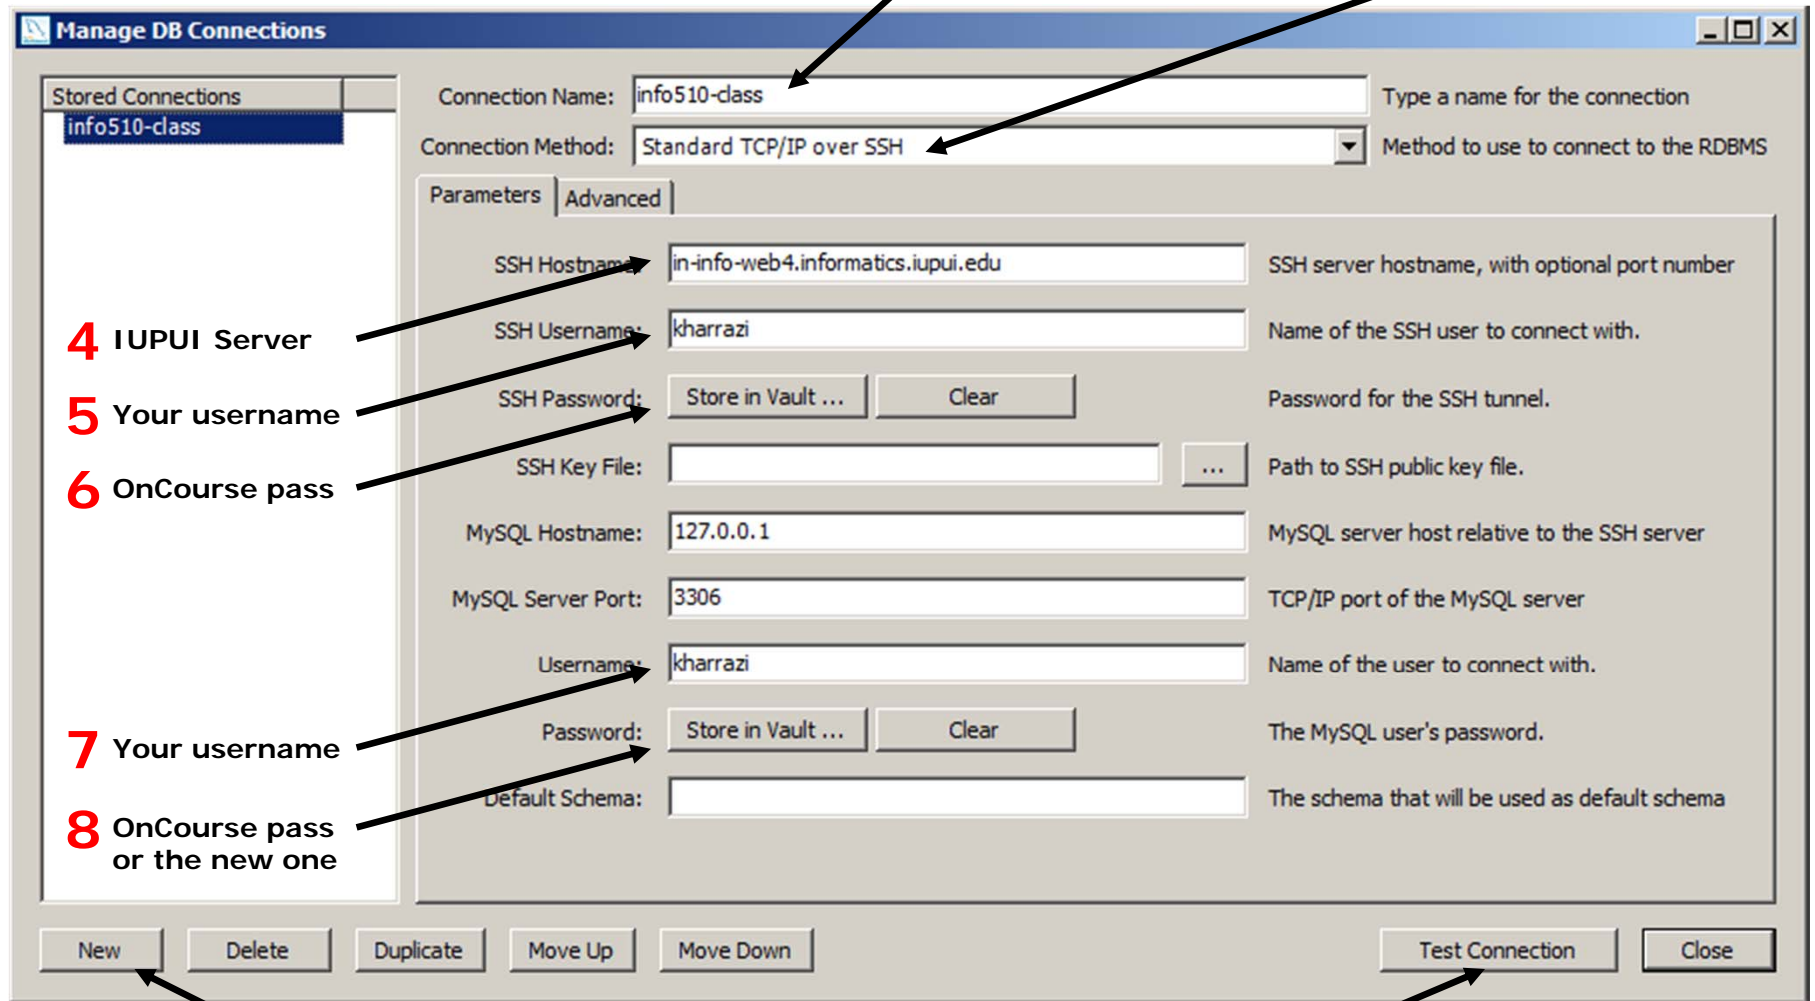 Manage DB Connections
Stored Connections
info510-class
Connection Name: info510-class Type a name for the connection
Connection Method: Standard TCP/IP over SSH Method to use to connect to the RDBMS
Parameters Advanced
SSH Hostname: in-info-web4.informatics.iupui.edu SSH server hostname, with optional port number
4 IUPUI Server
SSH Username: kharrazi Name of the SSH user to connect with.
5 Your username
SSH Password: Store in Vault ... Clear Password for the SSH tunnel.
6 OnCourse pass
SSH Key File: ... Path to SSH public key file.
MySQL Hostname: 127.0.0.1 MySQL server host relative to the SSH server
MySQL Server Port: 3306 TCP/IP port of the MySQL server
Username: kharrazi Name of the user to connect with.
7 Your username
Password: Store in Vault ... Clear The MySQL user's password.
8 OnCourse pass
or the new one
Default Schema: The schema that will be used as default schema
New Delete Duplicate Move Up Move Down Test Connection Close